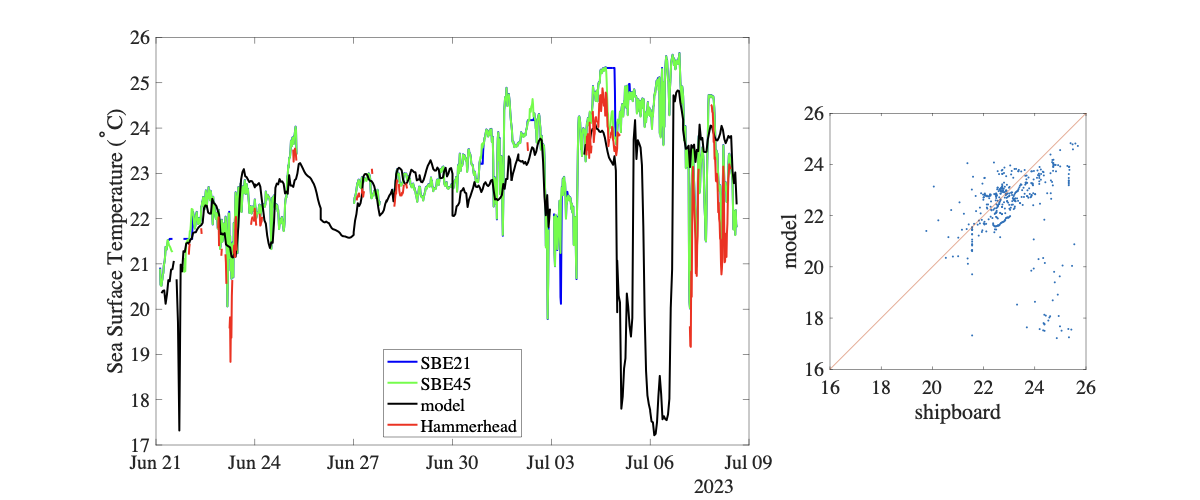 Sea Surface Temperature (°C)
26
25
24
23
22
21
20
19
18
17
SBE21
SBE45
model
Hammerhead
Jun 21 Jun 24 Jun 27 Jun 30 Jul 03 Jul 06 Jul 09
2023
model
26
24
22
20
18
16
16 18 20 22 24 26
shipboard